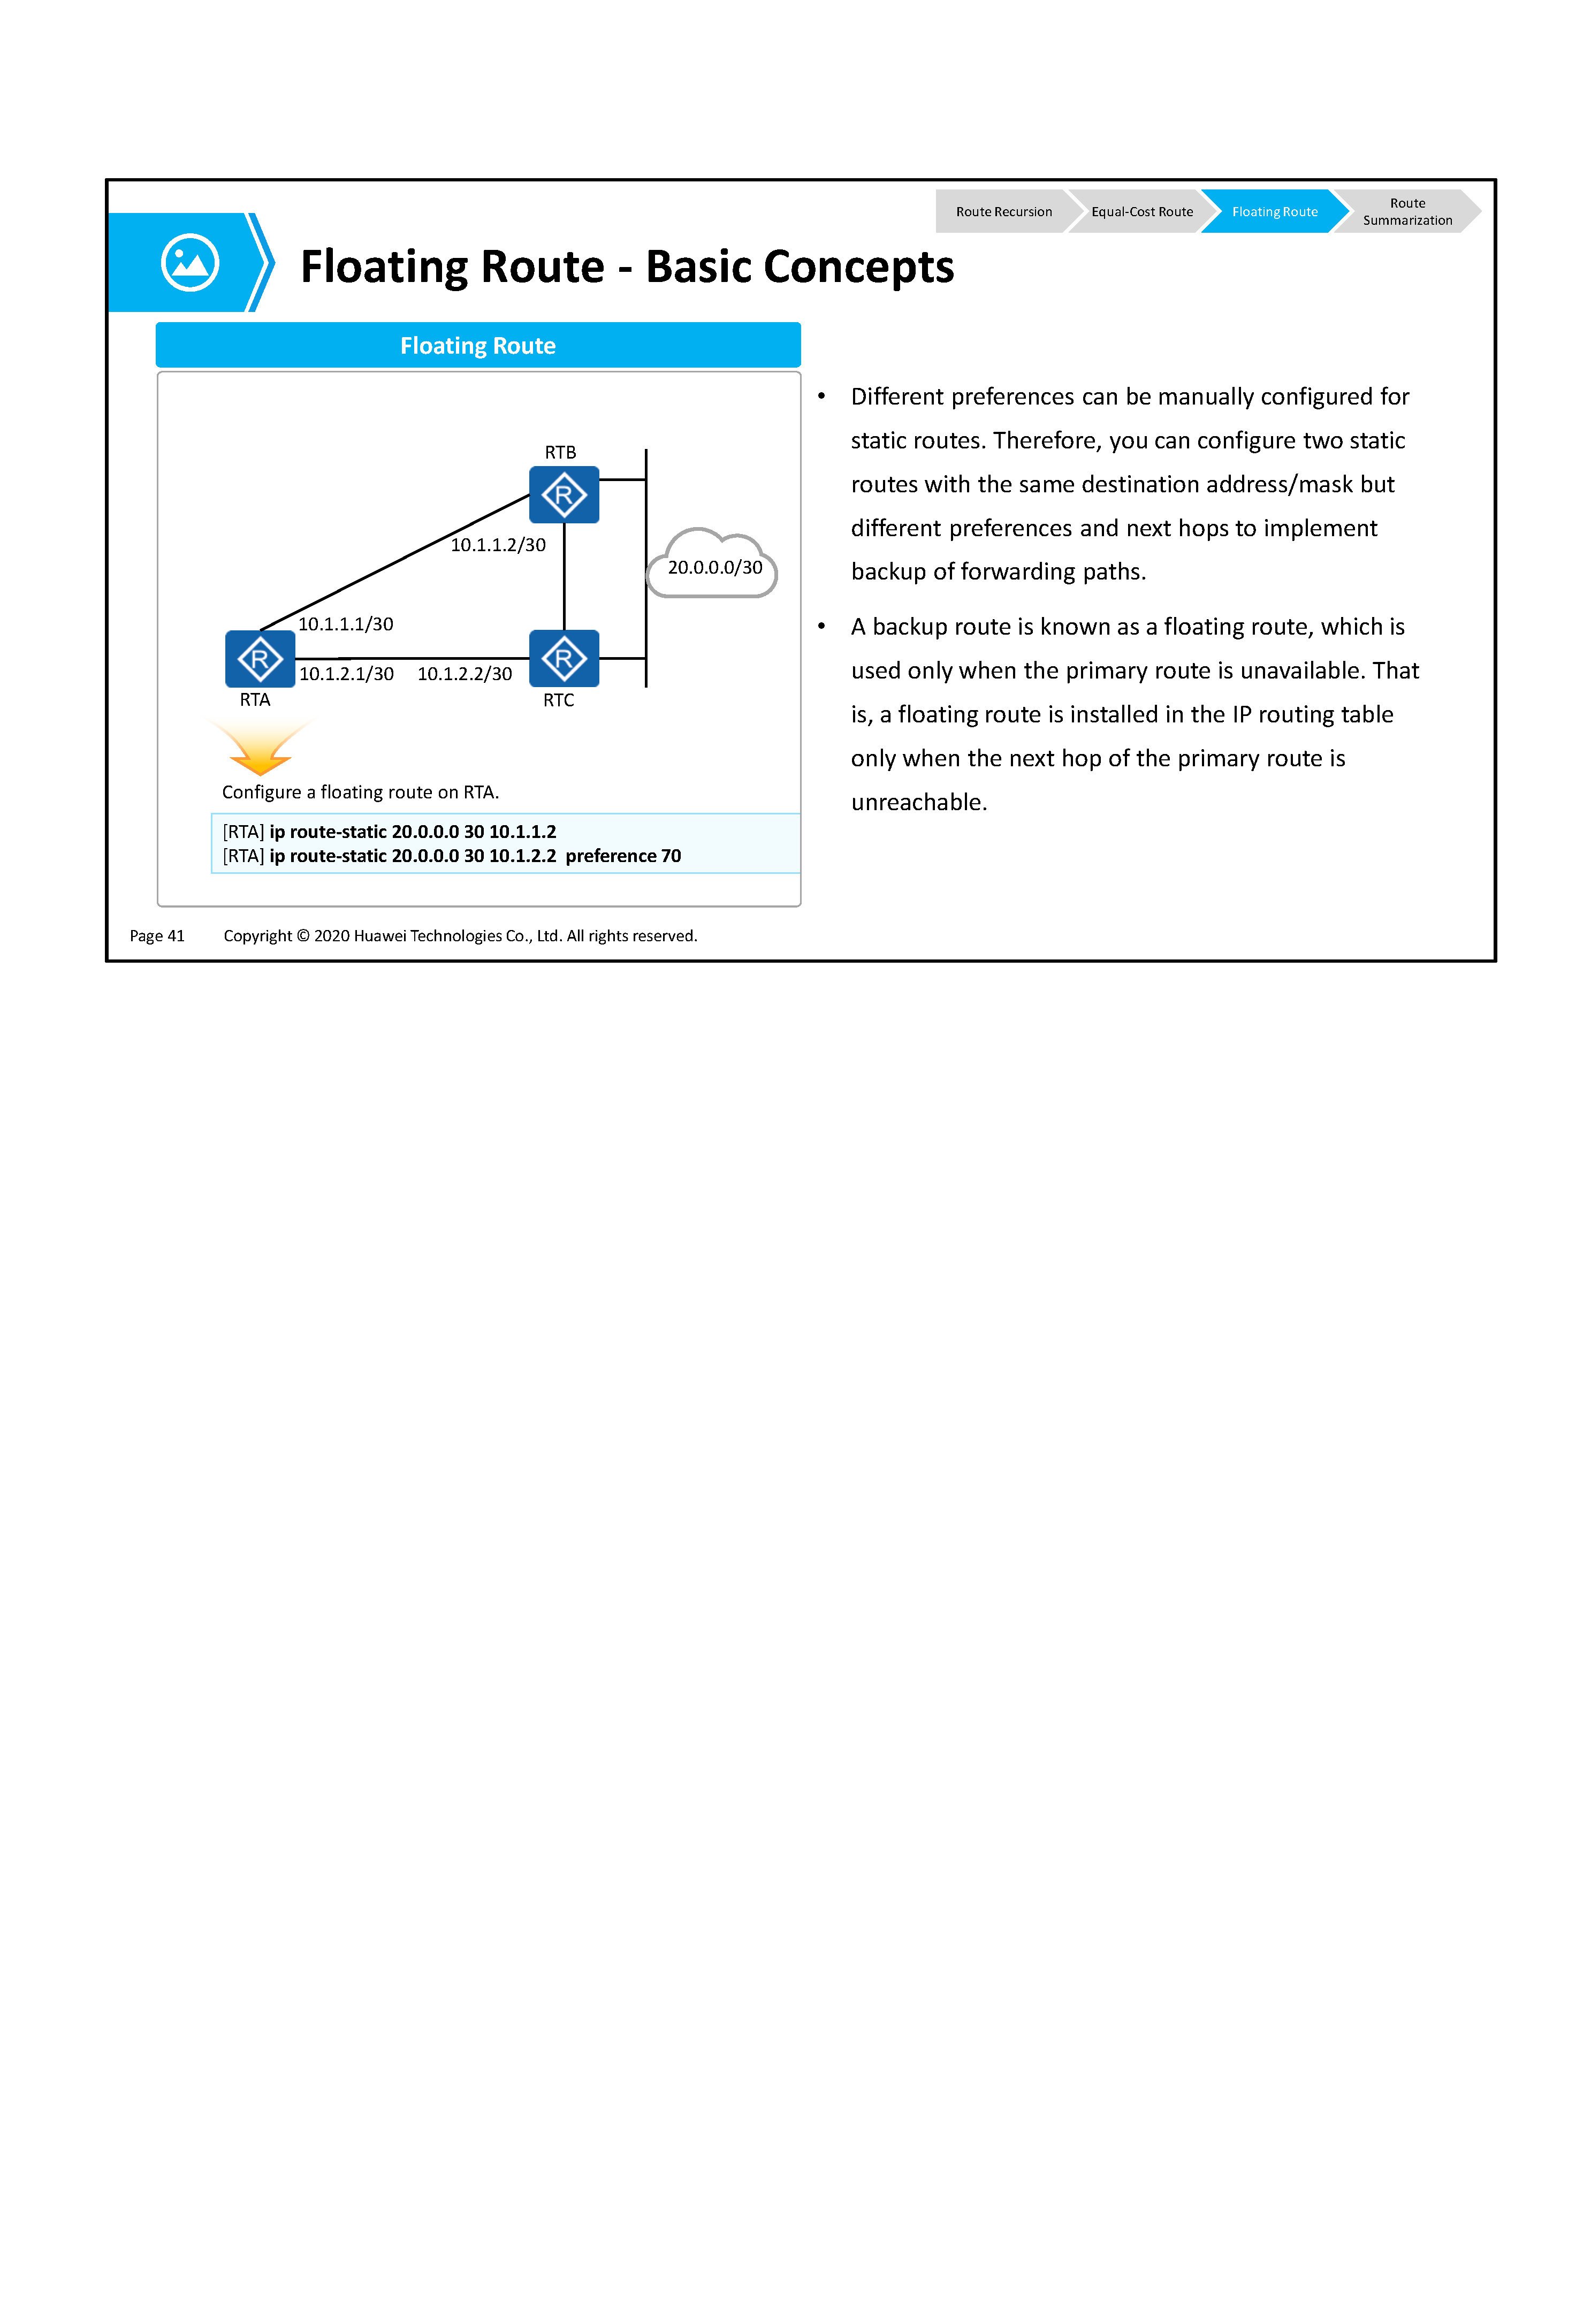 Route Recursion
Equal-Cost Route
Floating Route
Route
Summarization
Floating Route - Basic Concepts
Floating Route
RTB
10.1.1.2/30
20.0.0.0/30
10.1.1.1/30
10.1.2.1/30
10.1.2.2/30
RTA
RTC
Configure a floating route on RTA.
[RTA] ip route-static 20.0.0.0 30 10.1.1.2
[RTA] ip route-static 20.0.0.0 30 10.1.2.2 preference 70
• Different preferences can be manually configured for
static routes. Therefore, you can configure two static
routes with the same destination address/mask but
different preferences and next hops to implement
backup of forwarding paths.
• A backup route is known as a floating route, which is
used only when the primary route is unavailable. That
is, a floating route is installed in the IP routing table
only when the next hop of the primary route is
unreachable.
Page 41 Copyright © 2020 Huawei Technologies Co., Ltd. All rights reserved.